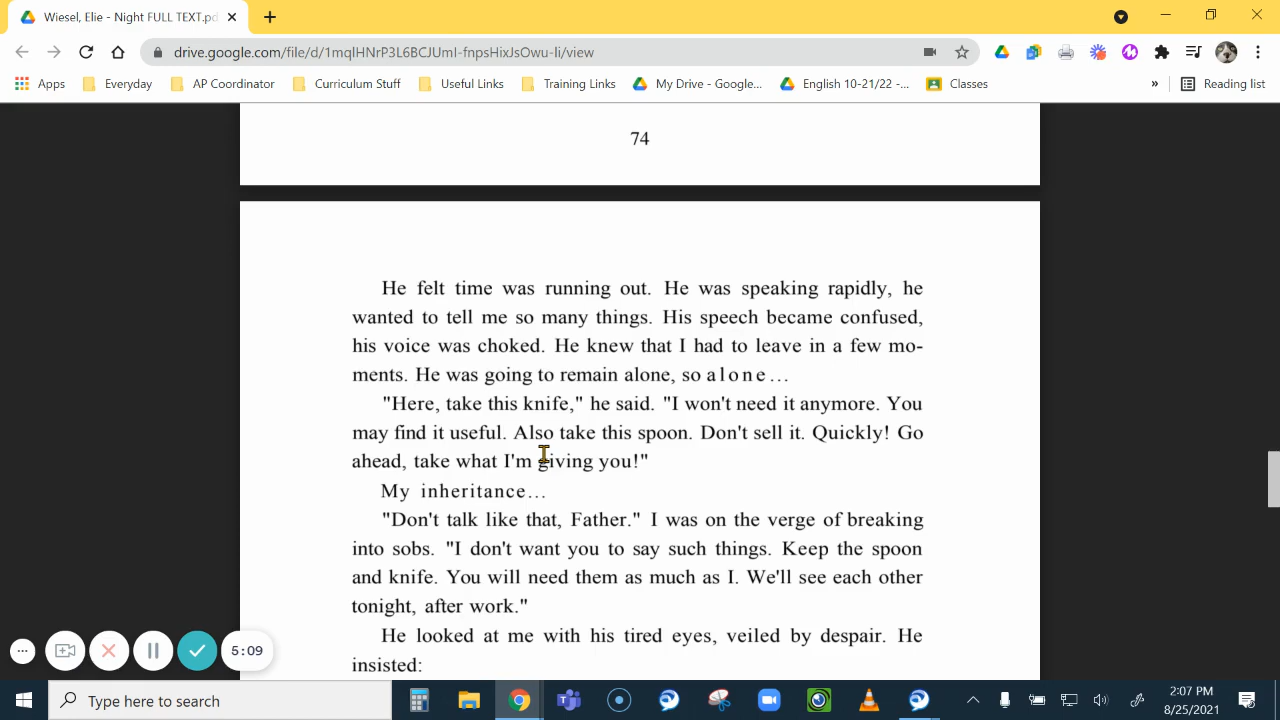 Wiesel, Elie - Night FULL TEXT.pd
drive.google.com/file/d/1mqIHNrP3L6BCJUmI-fnpsHixJsOwu-Ii/view
Apps Everyday AP Coordinator Curriculum Stuff Useful Links Training Links My Drive - Google... English 10-21/22 -... Classes » Reading list
74
He felt time was running out. He was speaking rapidly, he
wanted to tell me so many things. His speech became confused,
his voice was choked. He knew that I had to leave in a few mo-
ments. He was going to remain alone, so alone...
"Here, take this knife," he said. "I won't need it anymore. You
may find it useful. Also take this spoon. Don't sell it. Quickly! Go
ahead, take what I'm giving you!"
My inheritance...
"Don't talk like that, Father." I was on the verge of breaking
into sobs. "I don't want you to say such things. Keep the spoon
and knife. You will need them as much as I. We'll see each other
tonight, after work."
He looked at me with his tired eyes, veiled by despair. He
insisted:
5:09
Type here to search
2:07 PM
8/25/2021